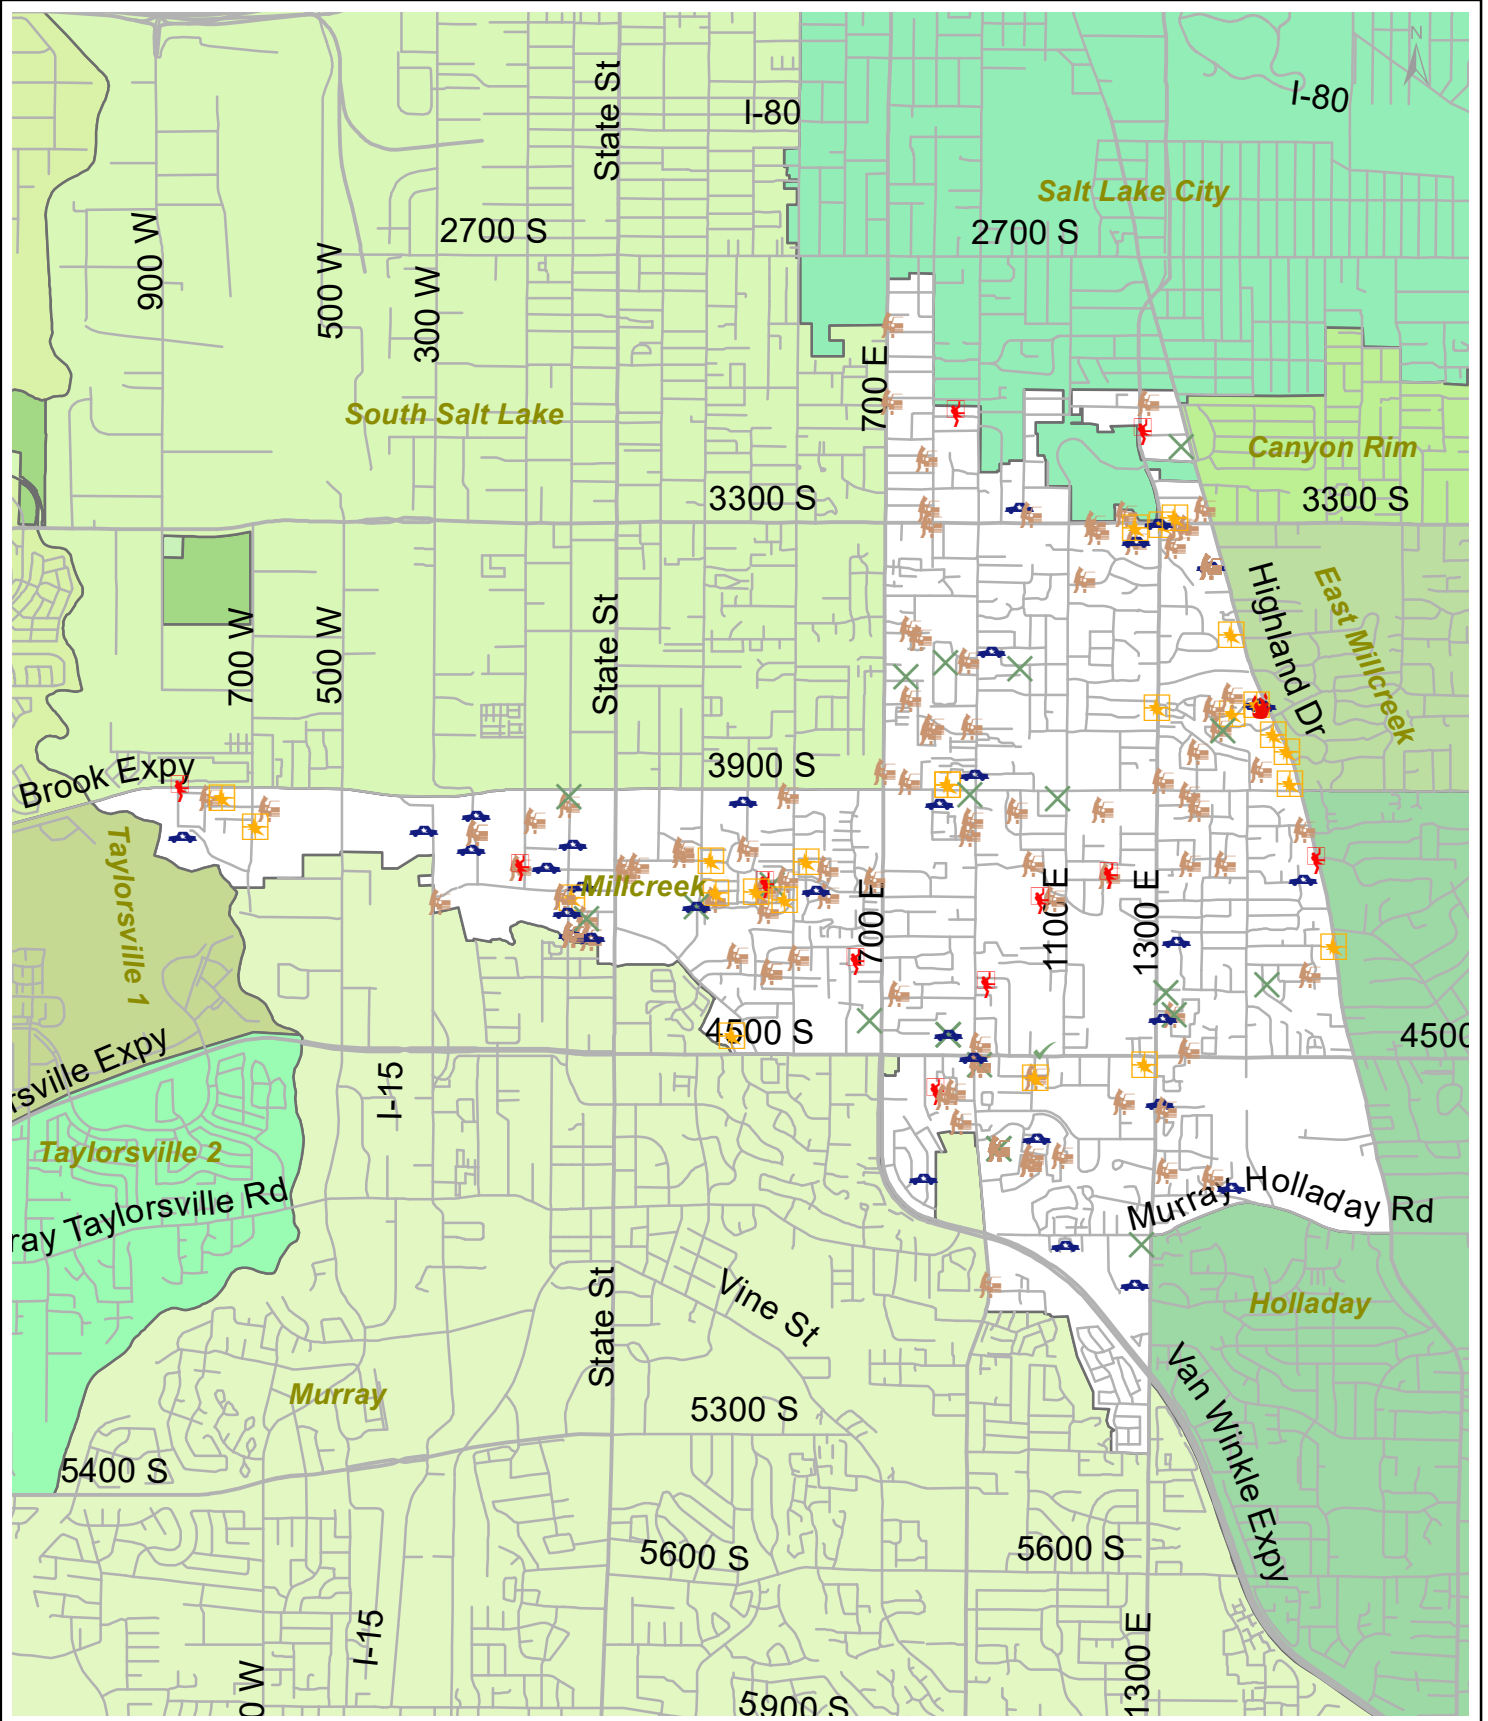 N
I-80
I-80
State St
Salt Lake City
2700 S
2700 S
900 W
500 W
300 W
700 E
South Salt Lake
Canyon Rim
3300 S
3300 S
Highland Dr
East Millcreek
State St
700 W
500 W
3900 S
Brook Expy
Taylorsville 1
Millcreek
700 E
1100 E
1300 E
4500 S
4500
rsville Expy
I-15
Taylorsville 2
ray Taylorsville Rd
Murray Holladay Rd
Vine St
State St
Holladay
Murray
5300 S
Van Winkle Expy
5400 S
5600 S
5600 S
I-15
1300 E
0 W
5900 S